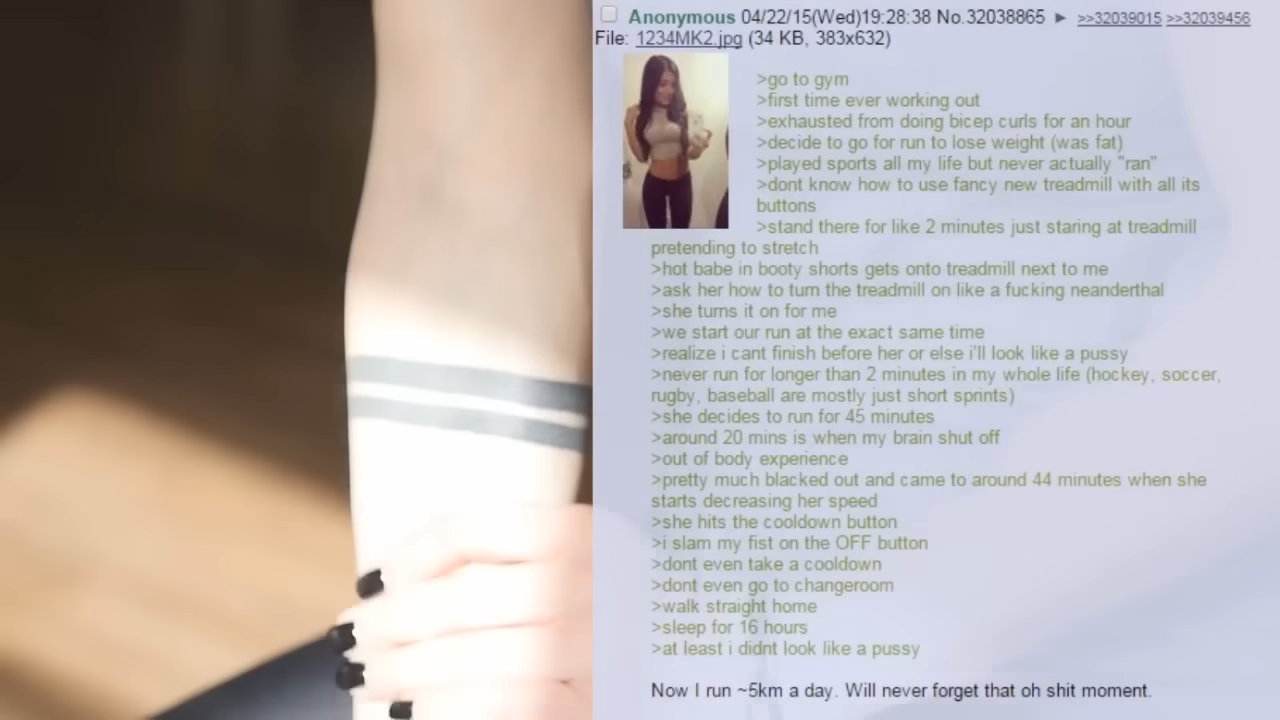 Anonymous 04/22/15(Wed)19:28:38 No.32038865 ▶ >>32039015 >>32039456
File: 1234MK2.jpg (34 KB, 383x632)
>go to gym
>first time ever working out
>exhausted from doing bicep curls for an hour
>decide to go for run to lose weight (was fat)
>played sports all my life but never actually "ran"
>dont know how to use fancy new treadmill with all its
buttons
>stand there for like 2 minutes just staring at treadmill
pretending to stretch
>hot babe in booty shorts gets onto treadmill next to me
>ask her how to turn the treadmill on like a fucking neanderthal
>she turns it on for me
>we start our run at the exact same time
>realize i cant finish before her or else i'll look like a pussy
>never run for longer than 2 minutes in my whole life (hockey, soccer,
rugby, baseball are mostly just short sprints)
>she decides to run for 45 minutes
>around 20 mins is when my brain shut off
>out of body experience
>pretty much blacked out and came to around 44 minutes when she
starts decreasing her speed
>she hits the cooldown button
>i slam my fist on the OFF button
>dont even take a cooldown
>dont even go to changeroom
>walk straight home
>sleep for 16 hours
>at least i didnt look like a pussy
Now I run ~5km a day. Will never forget that oh shit moment.